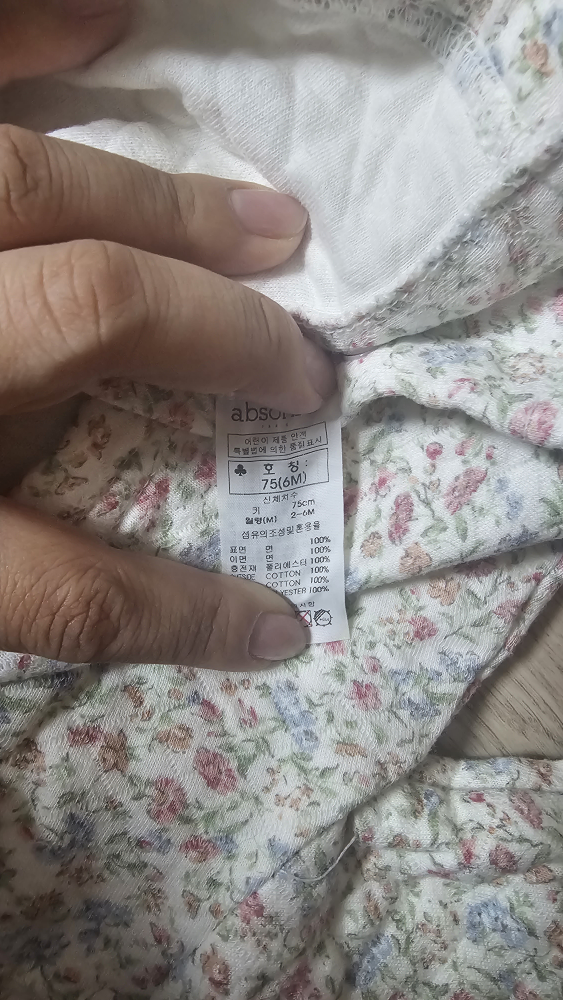 어린이 제품 안전
특별법에 의한 품질표시
♣ 호 칭 :
75(6M)
신체치수
키 75cm
월령(M) 2~6M
섬유의조성및혼용율
100%
표면 면 100%
이면 면 100%
충전재 폴리에스터 100%
COTTON 100%
COTTON 100%
100%